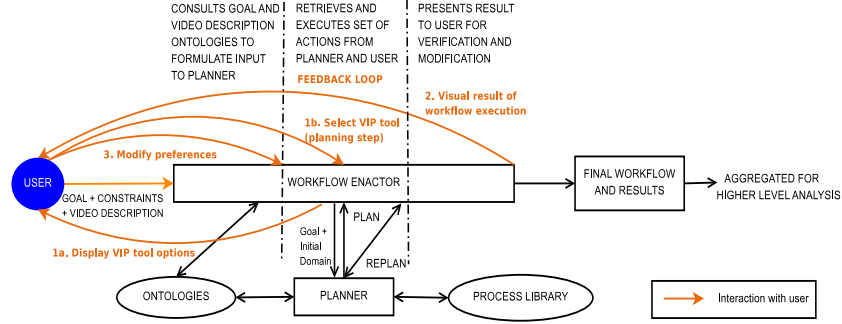 CONSULTS GOAL AND
VIDEO DESCRIPTION
ONTOLOGIES TO
FORMULATE INPUT
TO PLANNER
RETRIEVES AND
EXECUTES SET OF
ACTIONS FROM
PLANNER AND USER
PRESENTS RESULT
TO USER FOR
VERIFICATION AND
MODIFICATION
FEEDBACK LOOP
2. Visual result of
workflow execution
1b. Select VIP tool
(planning step)
3. Modify preferences
USER
WORKFLOW ENACTOR
FINAL WORKFLOW
AND RESULTS
AGGREGATED FOR
HIGHER LEVEL ANALYSIS
GOAL + CONSTRAINTS
+ VIDEO DESCRIPTION
1a. Display VIP tool options
Goal +
Initial
Domain
PLAN
REPLAN
ONTOLOGIES
PLANNER
PROCESS LIBRARY
Interaction with user